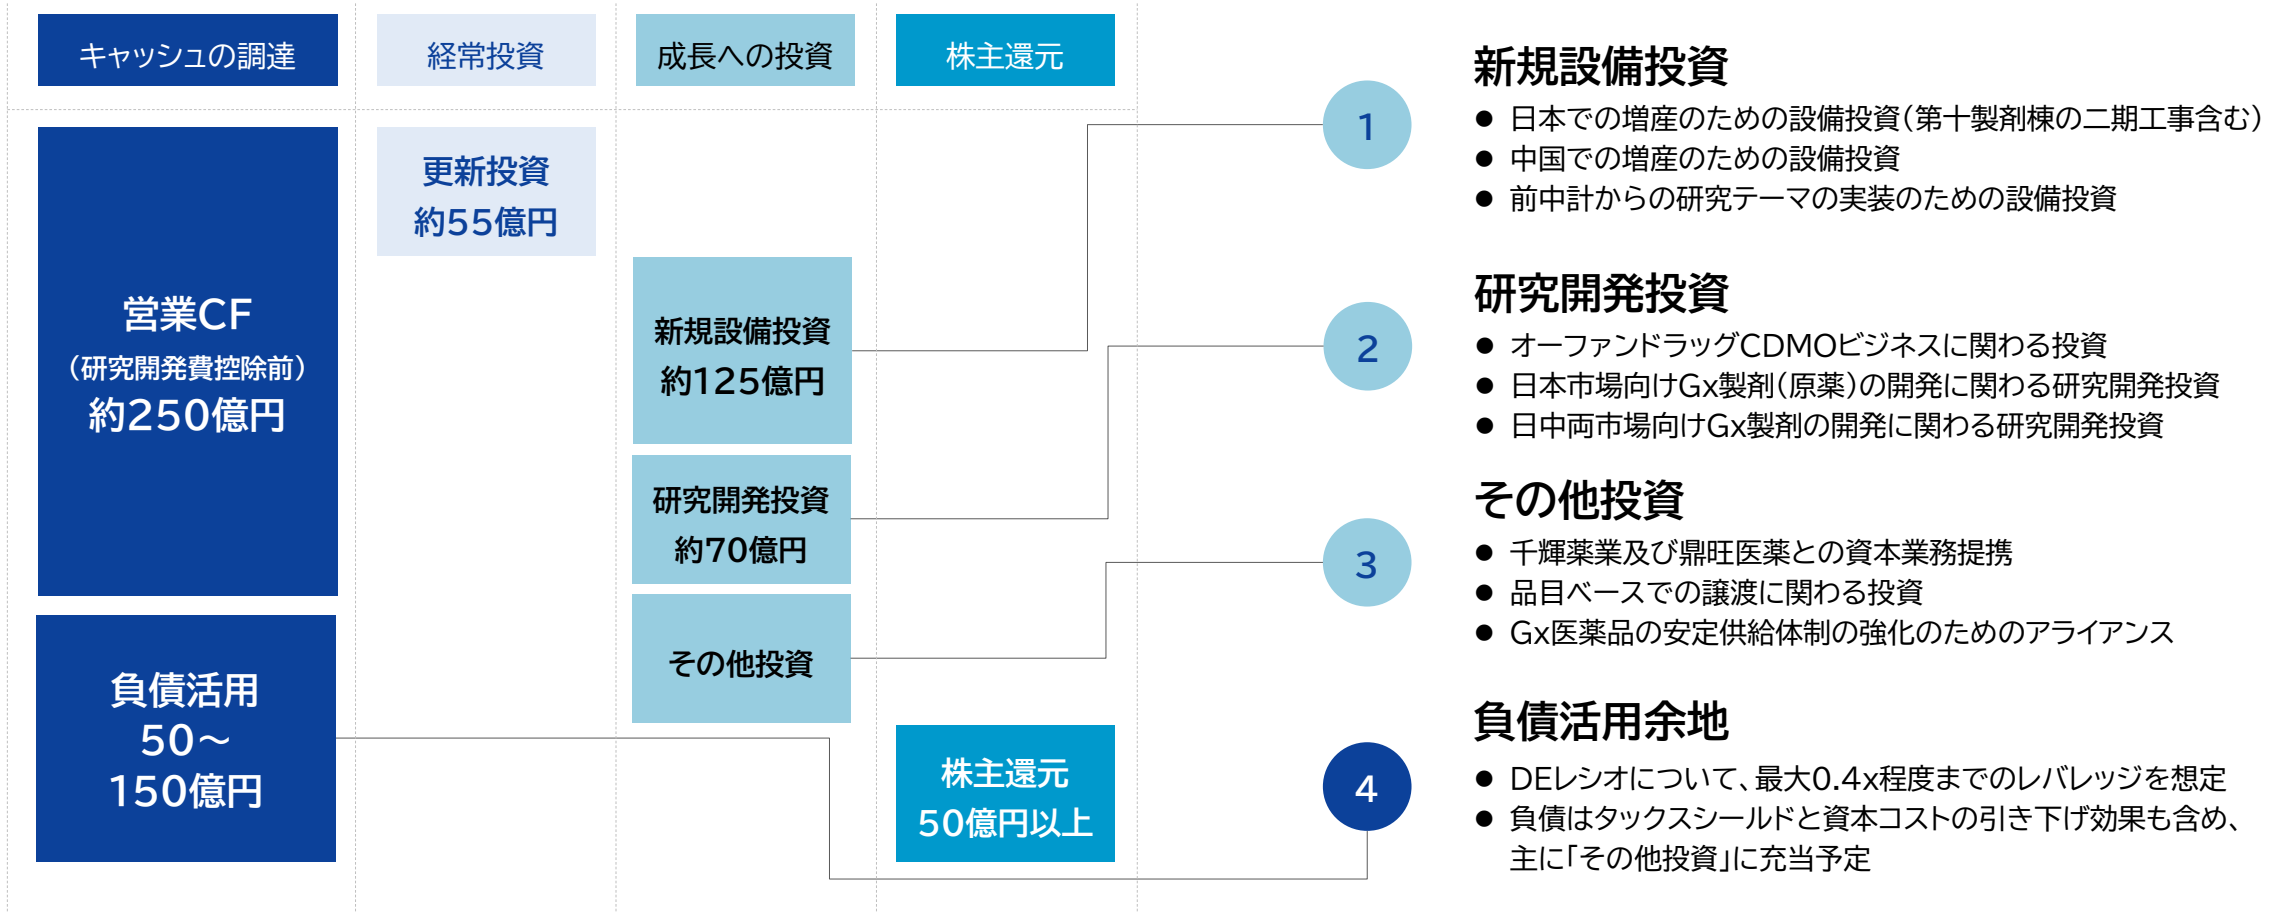 キャッシュの調達
経常投資
成長への投資
株主還元
営業CF
（研究開発費控除前）
約250億円
負債活用
50～
150億円
更新投資
約55億円
新規設備投資
約125億円
研究開発投資
約70億円
その他投資
株主還元
50億円以上
1
新規設備投資
● 日本での増産のための設備投資（第十製剤棟の二期工事含む）
● 中国での増産のための設備投資
● 前中計からの研究テーマの実装のための設備投資
2
研究開発投資
● オーファンドラッグCDMOビジネスに関わる投資
● 日本市場向けGx製剤（原薬）の開発に関わる研究開発投資
● 日中両市場向けGx製剤の開発に関わる研究開発投資
3
その他投資
● 千輝薬業及び鼎旺医薬との資本業務提携
● 品目ベースでの譲渡に関わる投資
● Gx医薬品の安定供給体制の強化のためのアライアンス
4
負債活用余地
● DEレシオについて、最大0.4x程度までのレバレッジを想定
● 負債はタックスシールドと資本コストの引き下げ効果も含め、
主に「その他投資」に充当予定